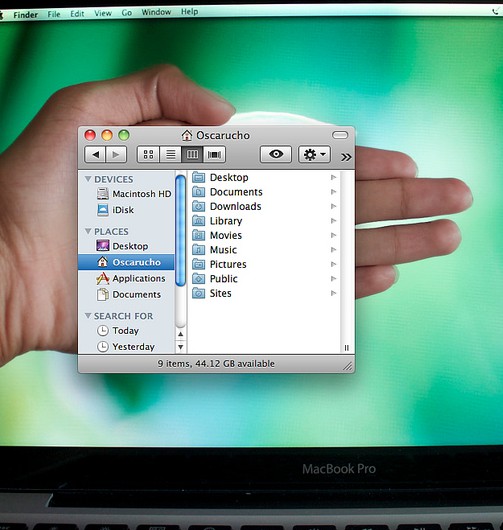 Finder File Edit View Go Window Help
Oscarucho
DEVICES
Macintosh HD
iDisk
PLACES
Desktop
Oscarucho
Applications
Documents
SEARCH FOR
Today
Yesterday
Desktop
Documents
Downloads
Library
Movies
Music
Pictures
Public
Sites
9 items, 44.12 GB available
MacBook Pro